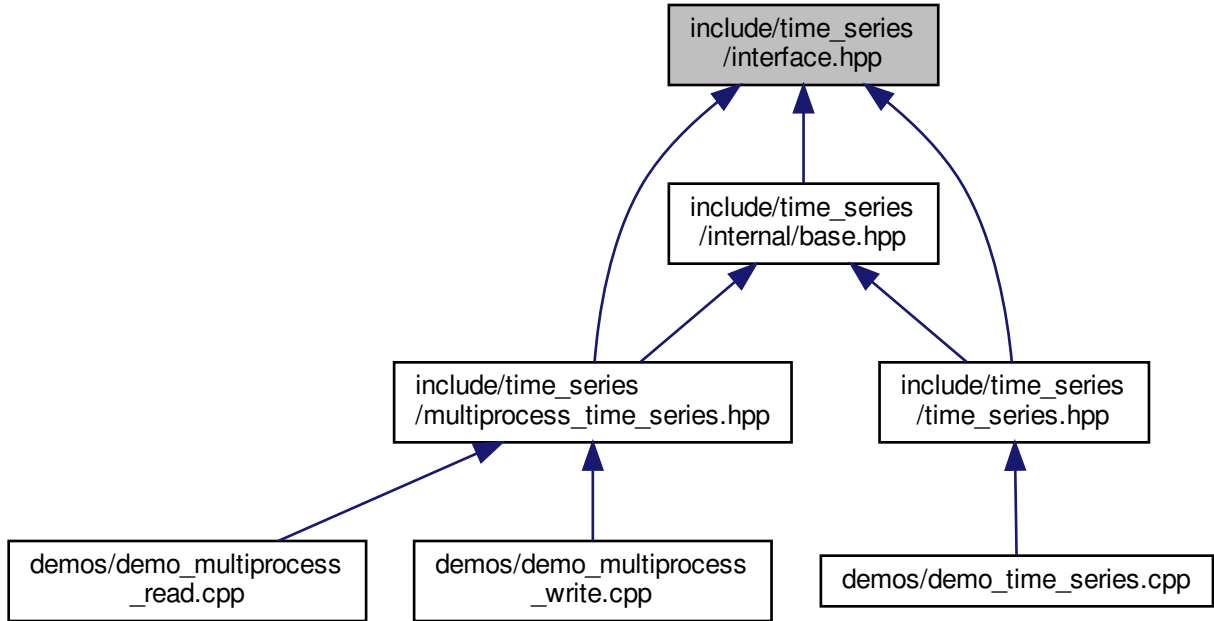 include/time_series
/interface.hpp
include/time_series
/internal/base.hpp
include/time_series
/multiprocess_time_series.hpp
include/time_series
/time_series.hpp
demos/demo_multiprocess
_read.cpp
demos/demo_multiprocess
_write.cpp
demos/demo_time_series.cpp